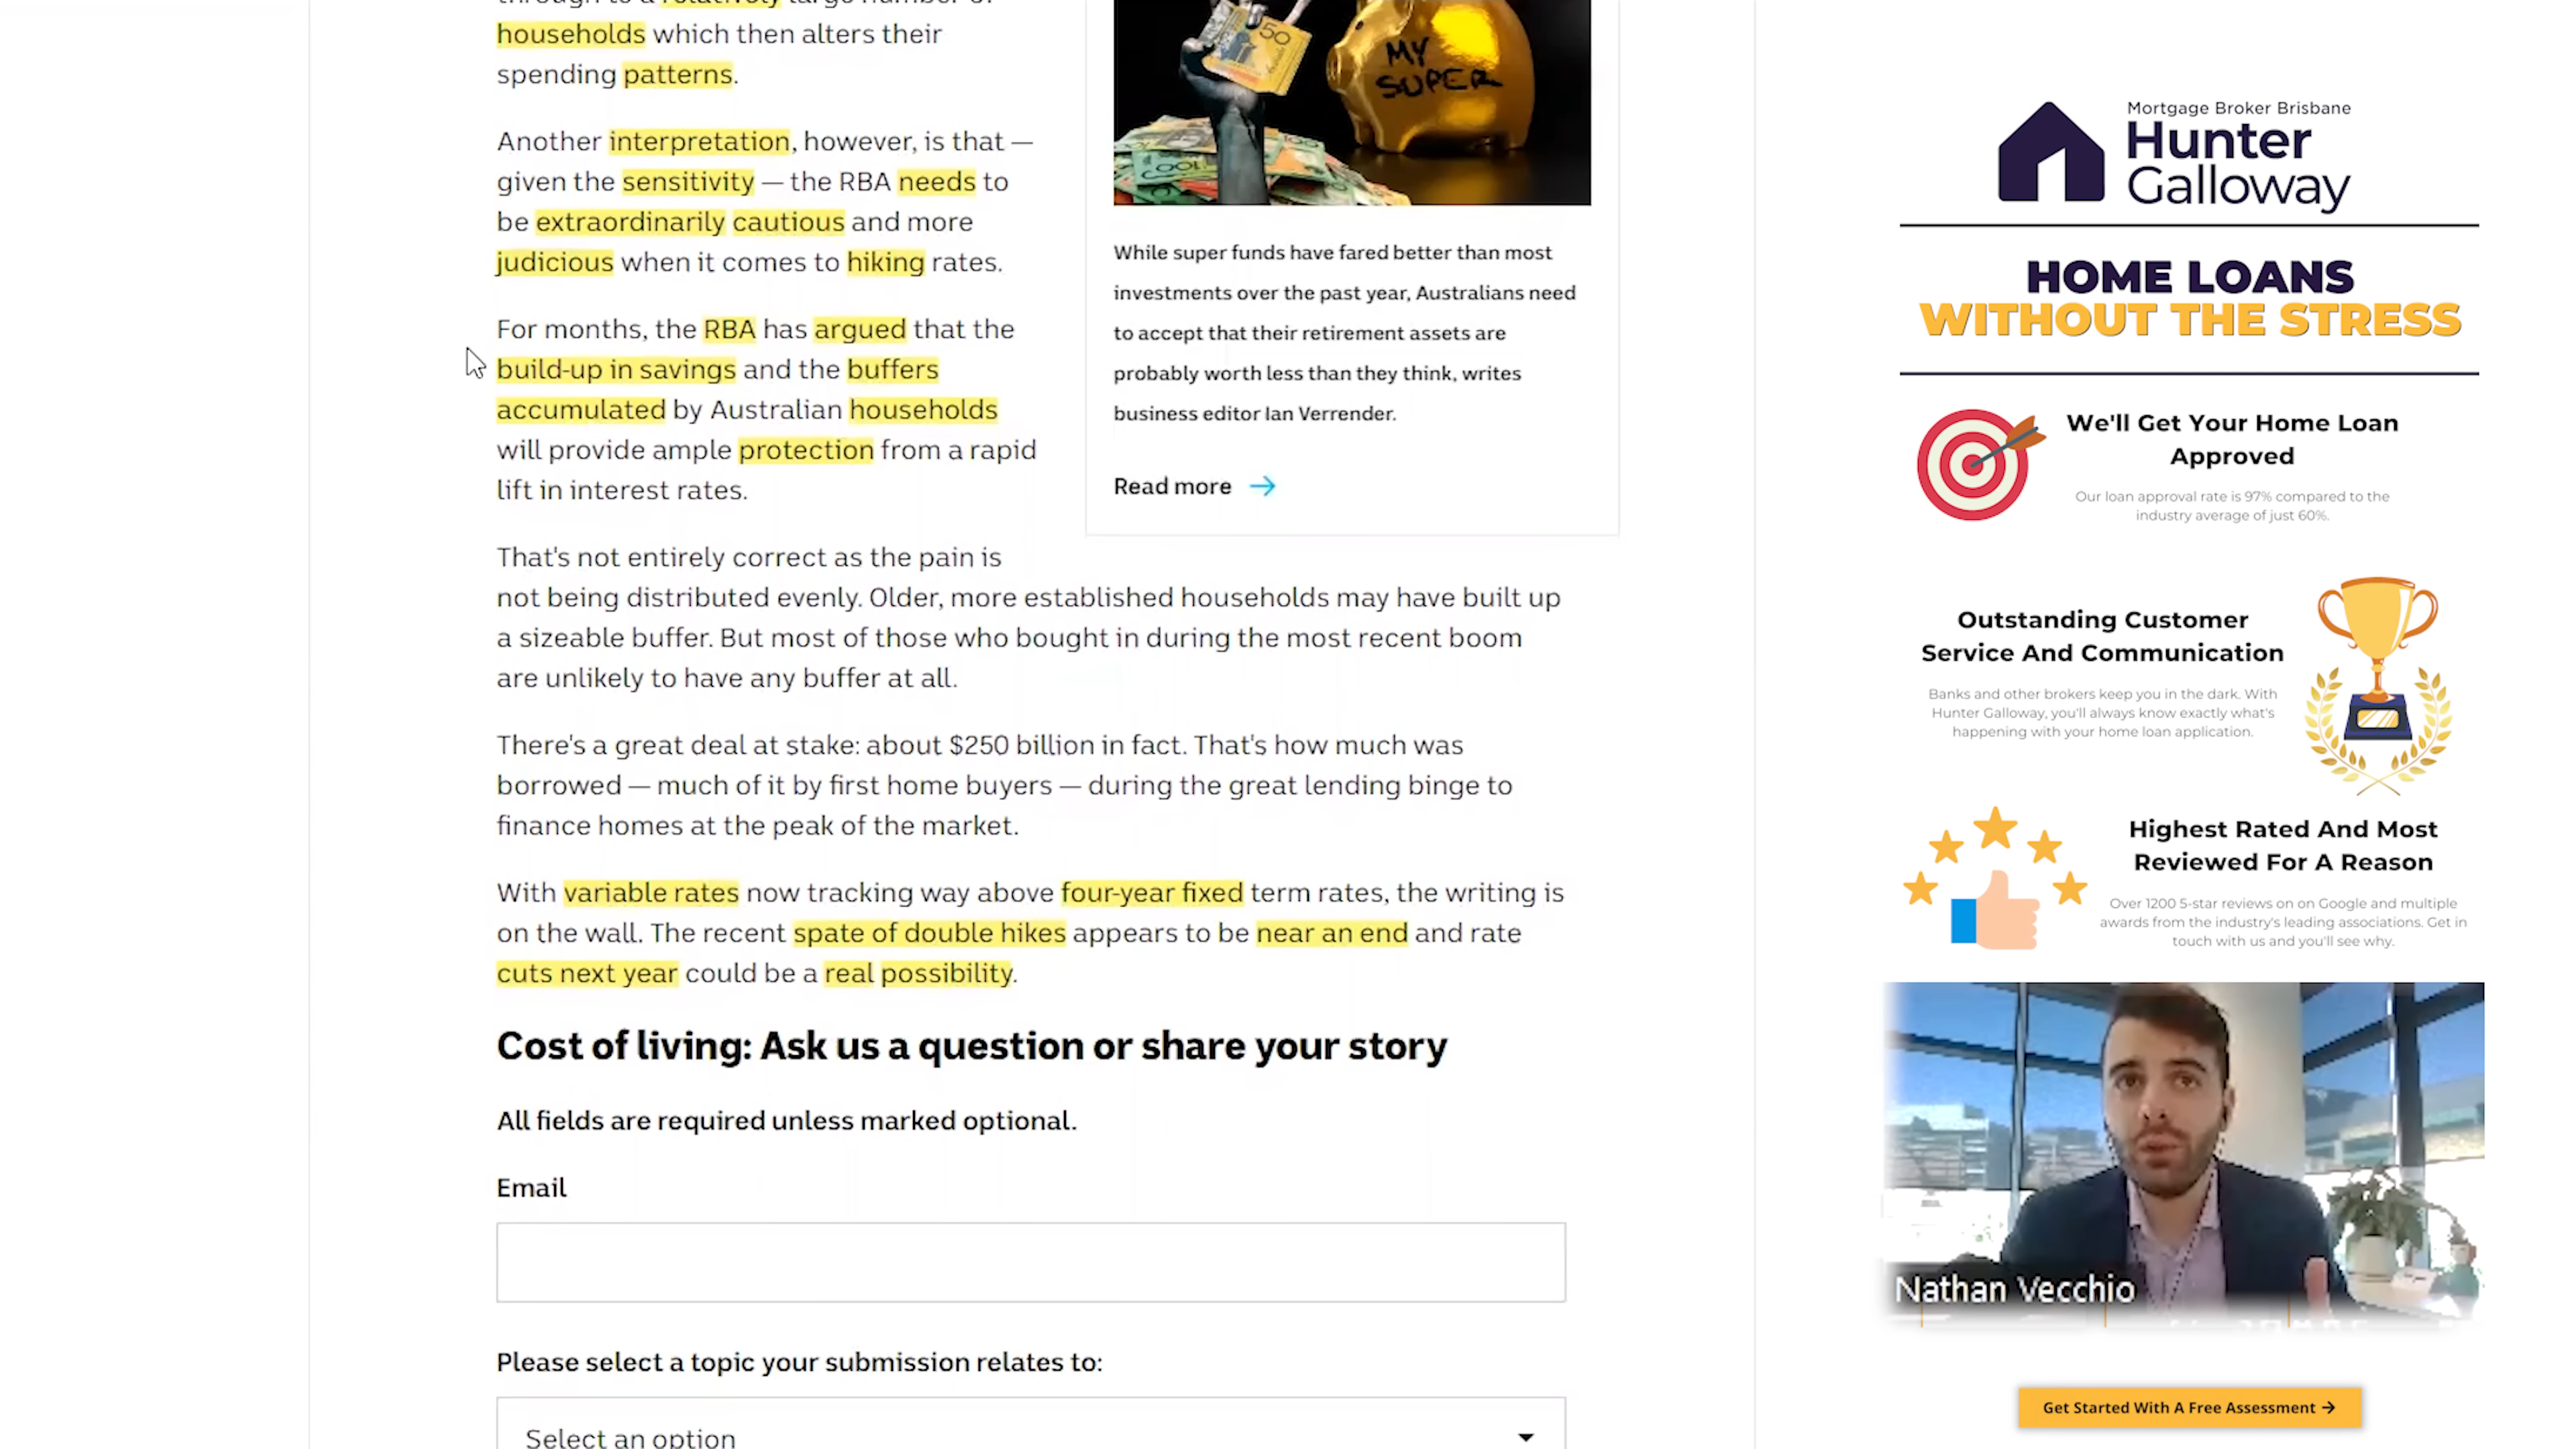 households which then alters their
spending patterns.
Another interpretation, however, is that —
given the sensitivity — the RBA needs to
be extraordinarily cautious and more
judicious when it comes to hiking rates.
For months, the RBA has argued that the
build-up in savings and the buffers
accumulated by Australian households
will provide ample protection from a rapid
lift in interest rates.
That's not entirely correct as the pain is
not being distributed evenly. Older, more established households may have built up
a sizeable buffer. But most of those who bought in during the most recent boom
are unlikely to have any buffer at all.
There's a great deal at stake: about $250 billion in fact. That's how much was
borrowed — much of it by first home buyers — during the great lending binge to
finance homes at the peak of the market.
With variable rates now tracking way above four-year fixed term rates, the writing is
on the wall. The recent spate of double hikes appears to be near an end and rate
cuts next year could be a real possibility.
Cost of living: Ask us a question or share your story
All fields are required unless marked optional.
Email
Please select a topic your submission relates to:
Select an option
50
MY
SUPER
While super funds have fared better than most
investments over the past year, Australians need
to accept that their retirement assets are
probably worth less than they think, writes
business editor Ian Verrender.
Read more →
Mortgage Broker Brisbane
Hunter
Galloway
HOME LOANS
WITHOUT THE STRESS
We'll Get Your Home Loan
Approved
Our loan approval rate is 97% compared to the
industry average of just 60%.
Outstanding Customer
Service And Communication
Banks and other brokers keep you in the dark. With
Hunter Galloway, you'll always know exactly what's
happening with your home loan application.
Highest Rated And Most
Reviewed For A Reason
Over 1200 5-star reviews on on Google and multiple
awards from the industry's leading associations. Get in
touch with us and you'll see why.
Nathan Vecchio
Get Started With A Free Assessment →